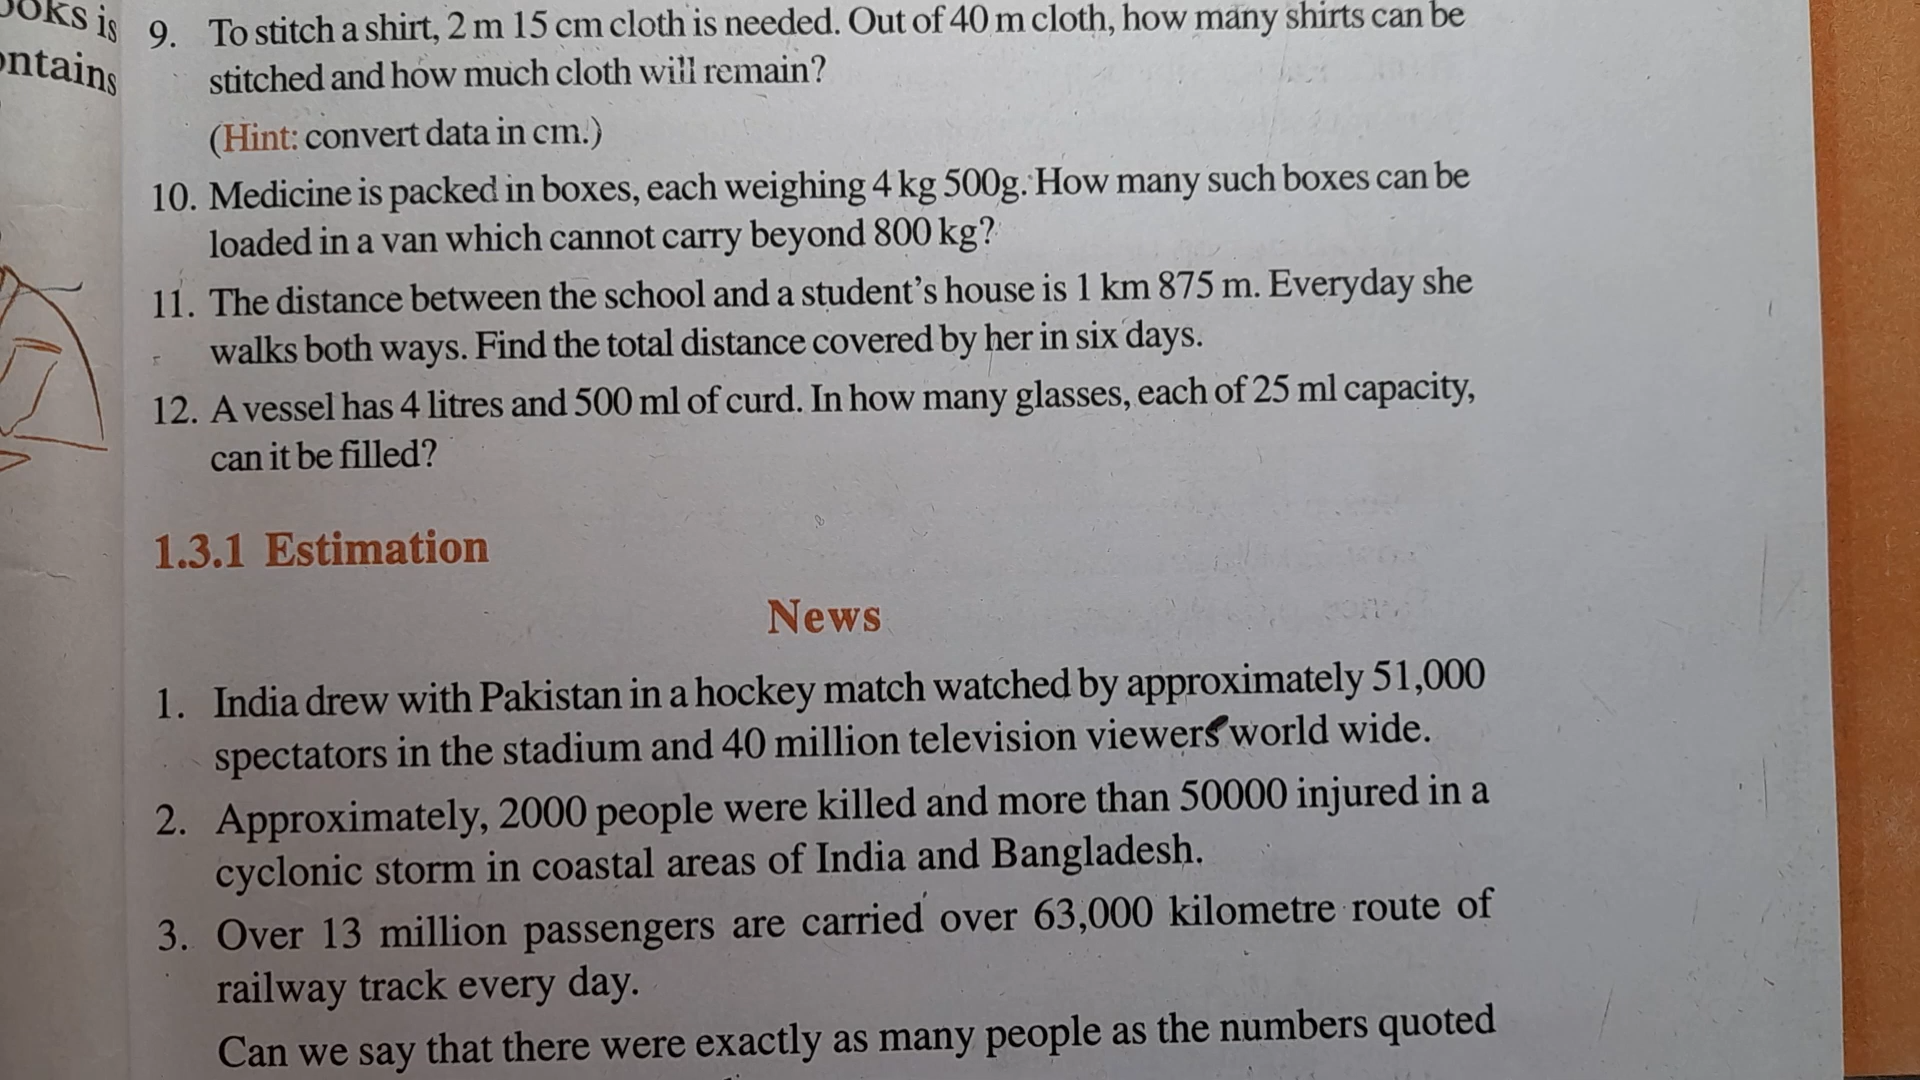 ooks is
ontains
9. To stitch a shirt, 2 m 15 cm cloth is needed. Out of 40 m cloth, how many shirts can be
stitched and how much cloth will remain?
(Hint: convert data in cm.)
10. Medicine is packed in boxes, each weighing 4 kg 500g. How many such boxes can be
loaded in a van which cannot carry beyond 800 kg?
11. The distance between the school and a student's house is 1 km 875 m. Everyday she
walks both ways. Find the total distance covered by her in six days.
12. A vessel has 4 litres and 500 ml of curd. In how many glasses, each of 25 ml capacity,
can it be filled?
1.3.1 Estimation
News
1. India drew with Pakistan in a hockey match watched by approximately 51,000
spectators in the stadium and 40 million television viewers world wide.
2. Approximately, 2000 people were killed and more than 50000 injured in a
cyclonic storm in coastal areas of India and Bangladesh.
3. Over 13 million passengers are carried over 63,000 kilometre route of
railway track every day.
Can we say that there were exactly as many people as the numbers quoted